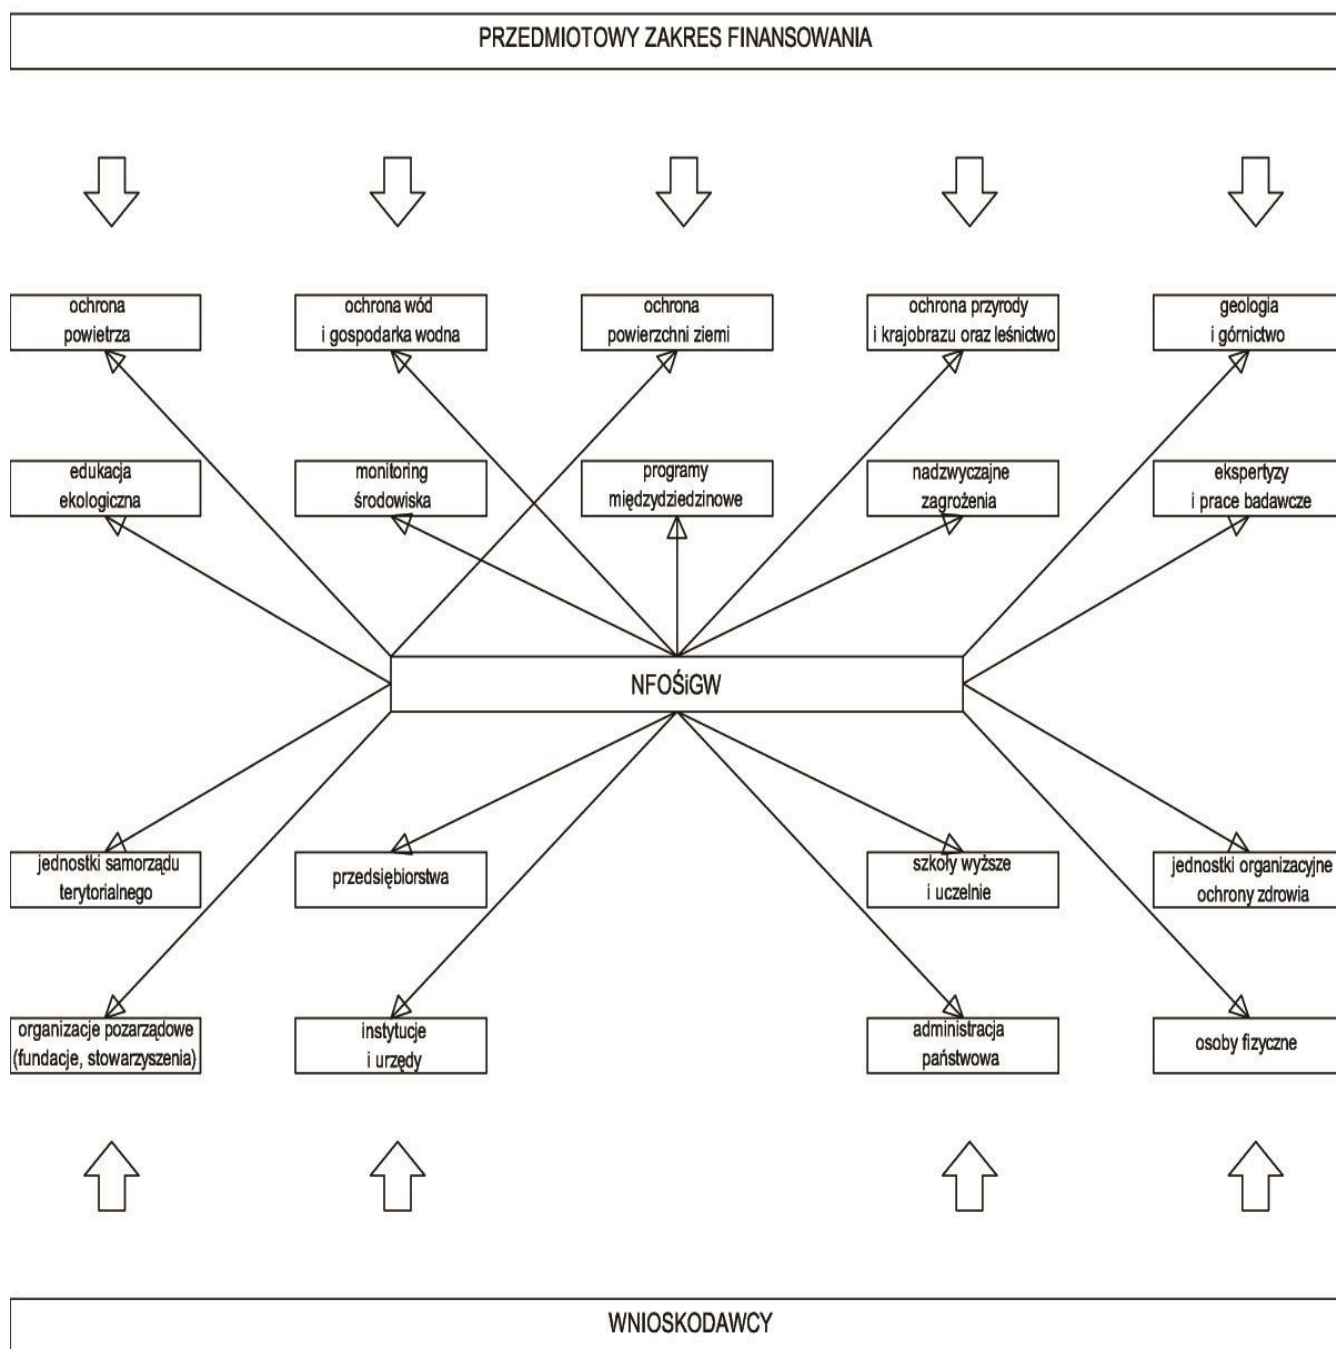 PRZEDMIOTOWY ZAKRES FINANSOWANIA
ochrona
powietrza
ochrona wód
i gospodarka wodna
ochrona
powierzchni ziemi
ochrona przyrody
i krajobrazu oraz leśnictwo
geologia
i górnictwo
edukacja
ekologiczna
monitoring
środowiska
programy
międzydziedzinowe
nadzwyczajne
zagrożenia
ekspertyzy
i prace badawcze
NFOŚiGW
jednostki samorządu
terytorialnego
przedsiębiorstwa
szkoły wyższe
i uczelnie
jednostki organizacyjne
ochrony zdrowia
organizacje pozarządowe
(fundacje, stowarzyszenia)
instytucje
i urzędy
administracja
państwowa
osoby fizyczne
WNIOSKODAWCY